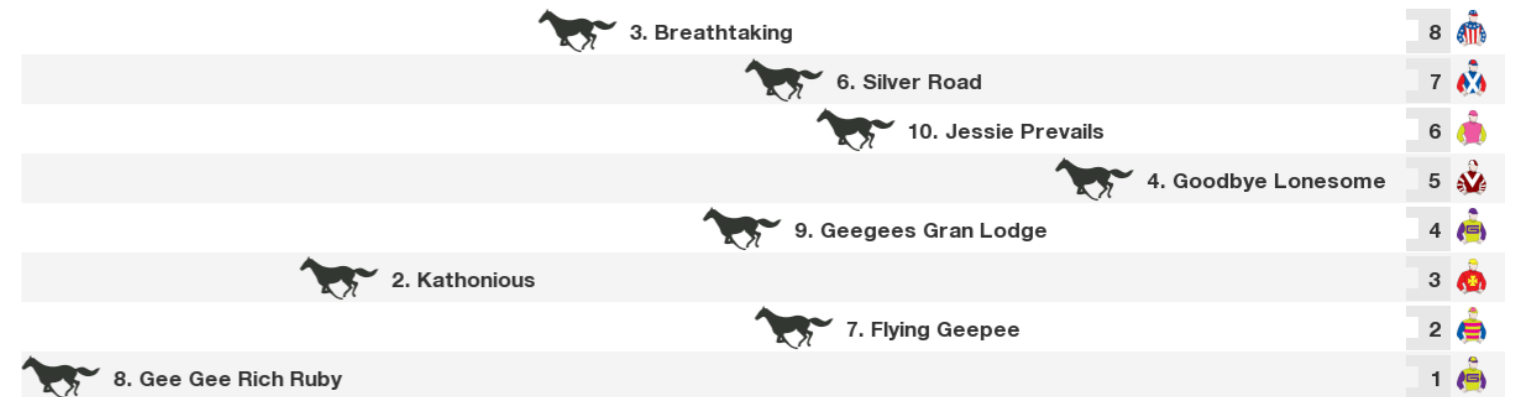 3. Breathtaking 8
6. Silver Road 7
10. Jessie Prevails 6
4. Goodbye Lonesome 5
9. Geegees Gran Lodge 4
2. Kathonious 3
7. Flying Geepee 2
8. Gee Gee Rich Ruby 1